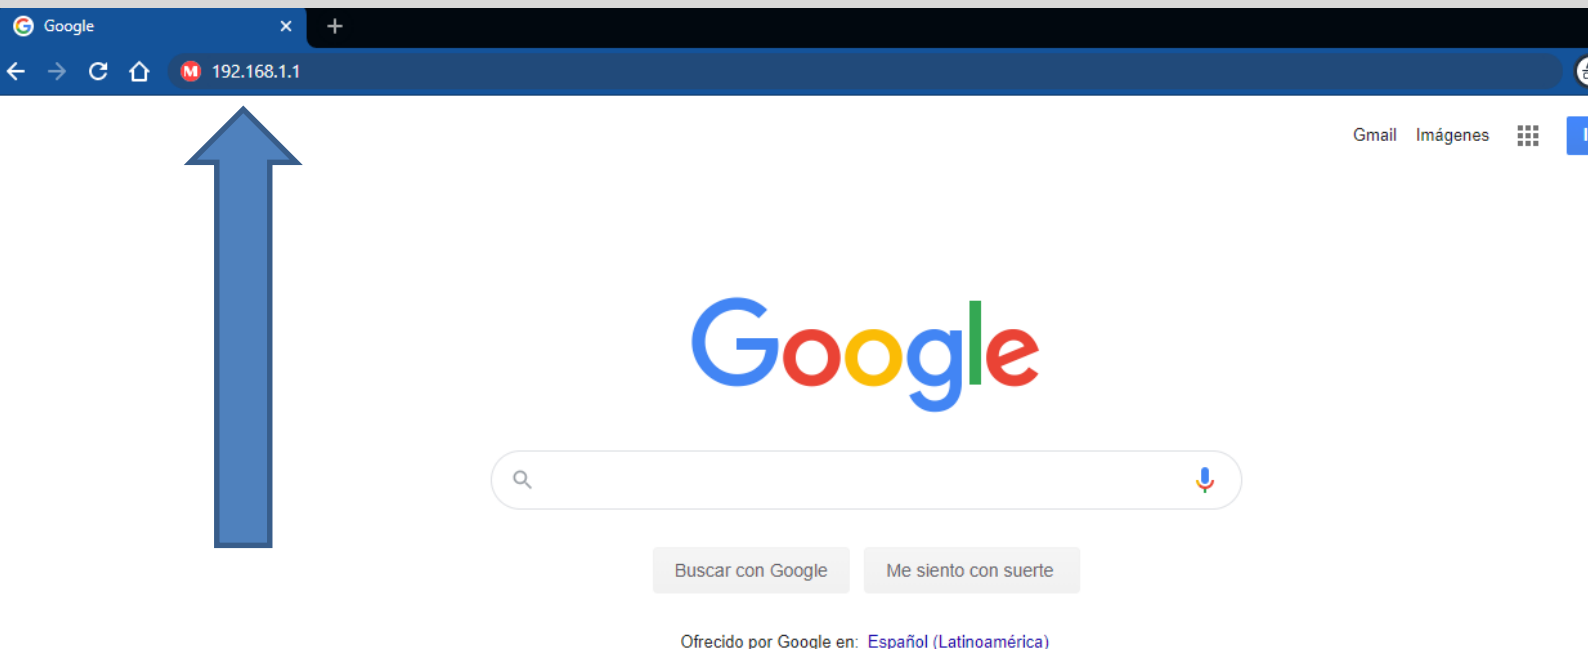 Google
M 192.168.1.1
Gmail Imágenes
Google
Buscar con Google Me siento con suerte
Ofrecido por Google en: Español (Latinoamérica)